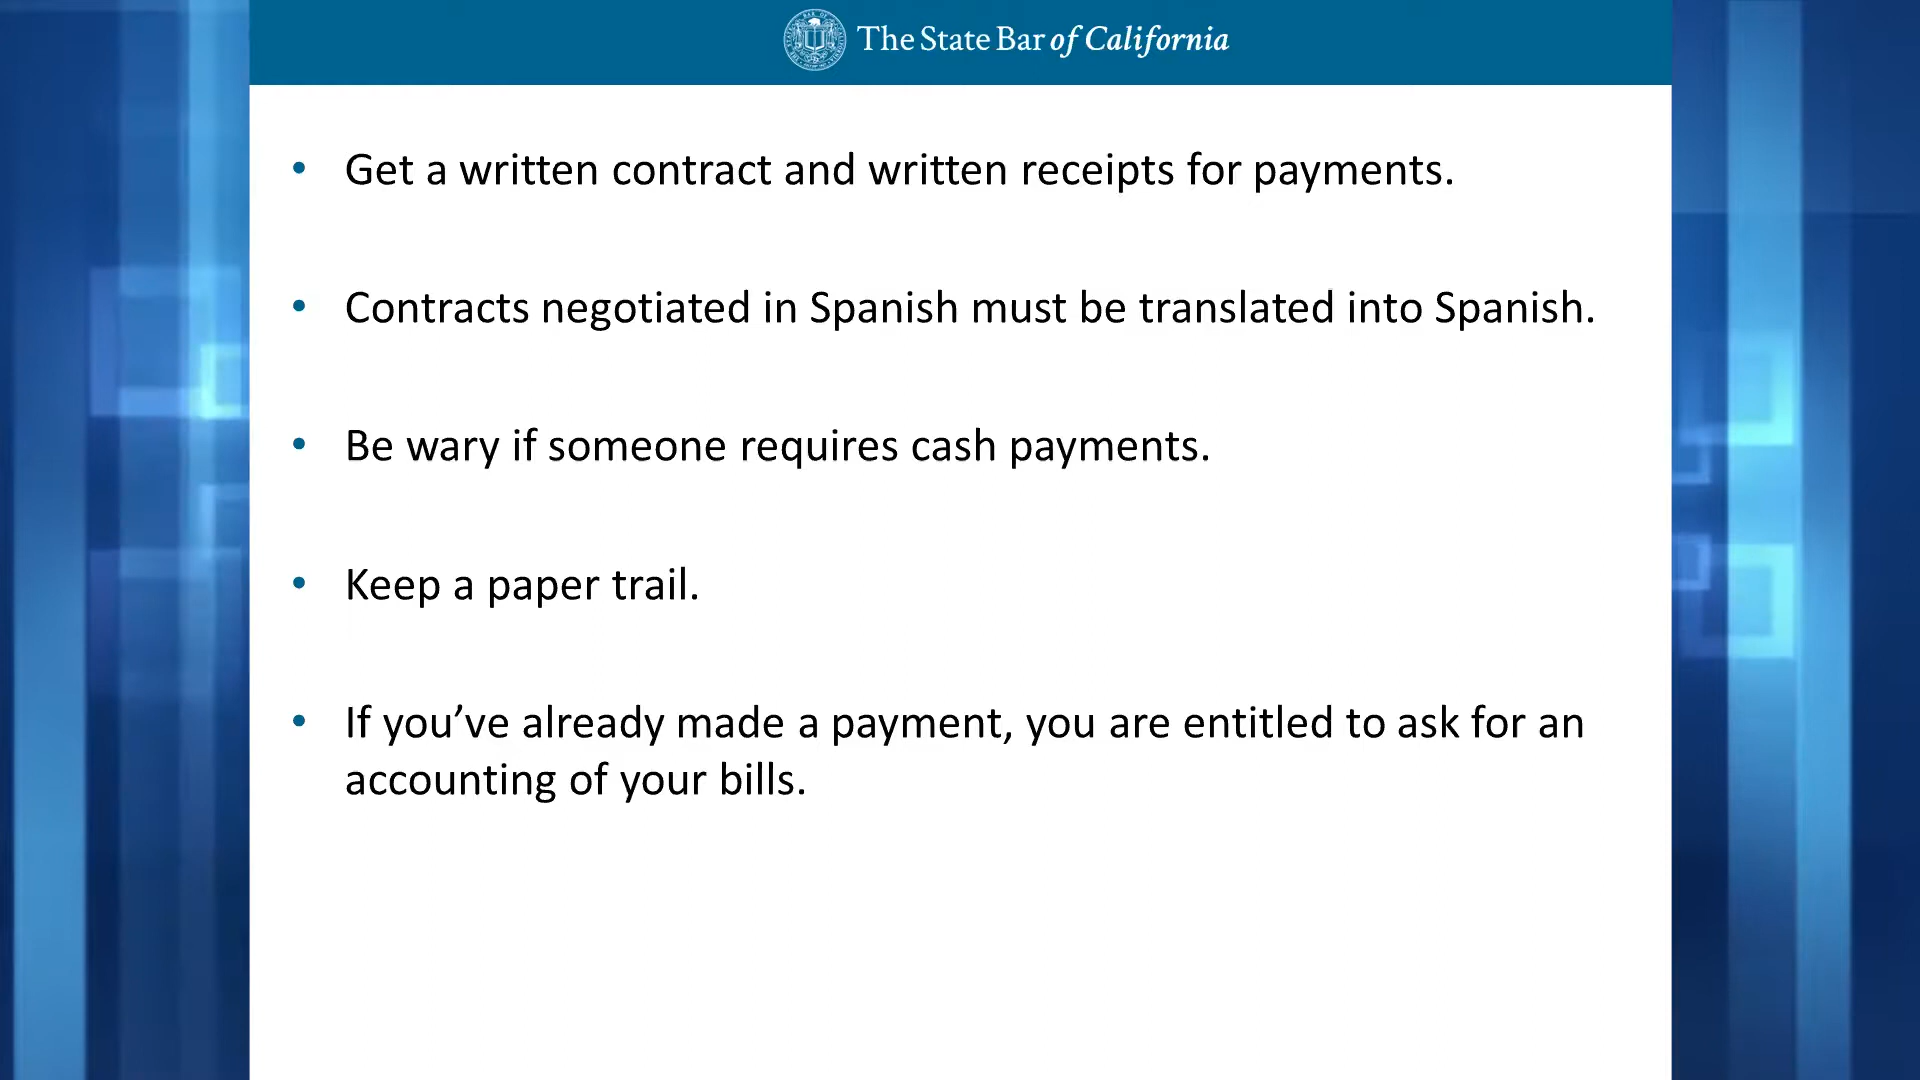 The State Bar of California
• Get a written contract and written receipts for payments.
• Contracts negotiated in Spanish must be translated into Spanish.
• Be wary if someone requires cash payments.
• Keep a paper trail.
• If you’ve already made a payment, you are entitled to ask for an
accounting of your bills.